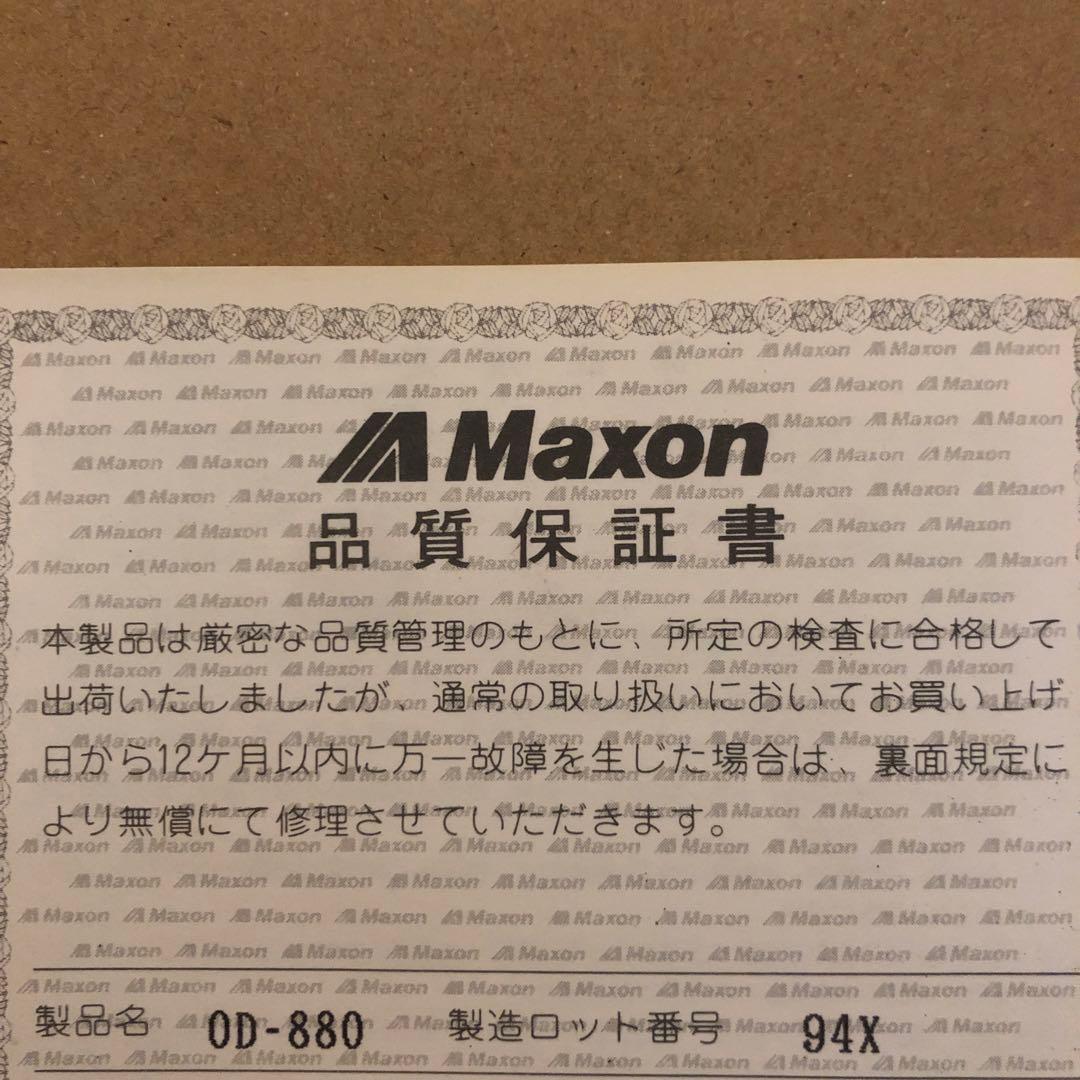 Maxon
品質保証書
本製品は厳密な品質管理のもとに、所定の検査に合格して
出荷いたしましたが、通常の取り扱いにおいてお買い上げ
日から12ケ月以内に万一故障を生じた場合は、裏面規定に
より無償にて修理させていただきます。
製品名 OD-880 製造ロット番号 94X